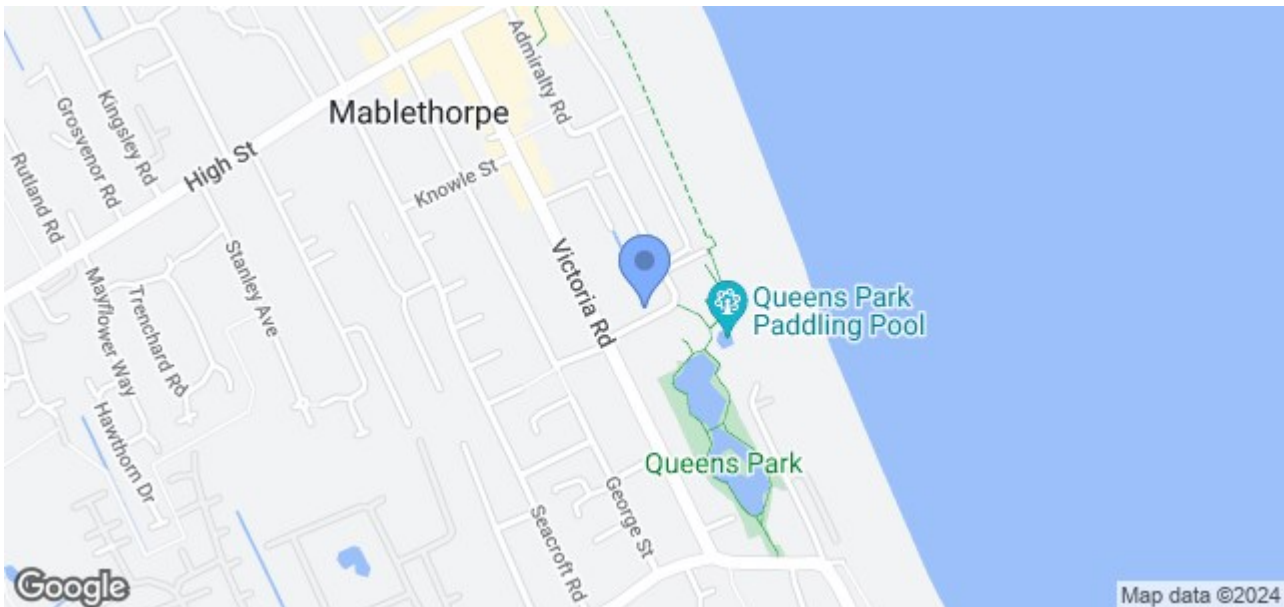 Admiralty Rd
Mablethorpe
Kingsley Rd
Grosvenor Rd
Rutland Rd
High St
Knowle St
Victoria Rd
Stanley Ave
Mayflower Way
Trenchard Rd
Hawthorn Dr
Queens Park
Paddling Pool
Queens Park
George St
Seacroft Rd
Google
Map data ©2024